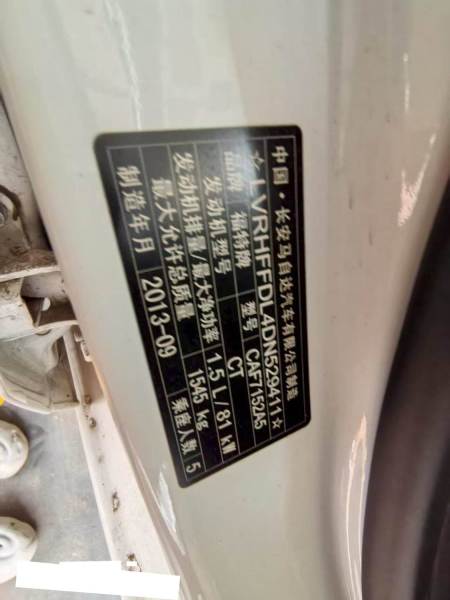 中国·长安马自达汽车有限公司制造
☆LVRHFFDL4DN529411☆
品牌 福特牌 型号 CAF7152A5
发动机型号 CT
发动机排量/最大净功率 1.5 L / 81 kW
最大允许总质量 1545 kg 乘座人数 5
制造年月 2013-09